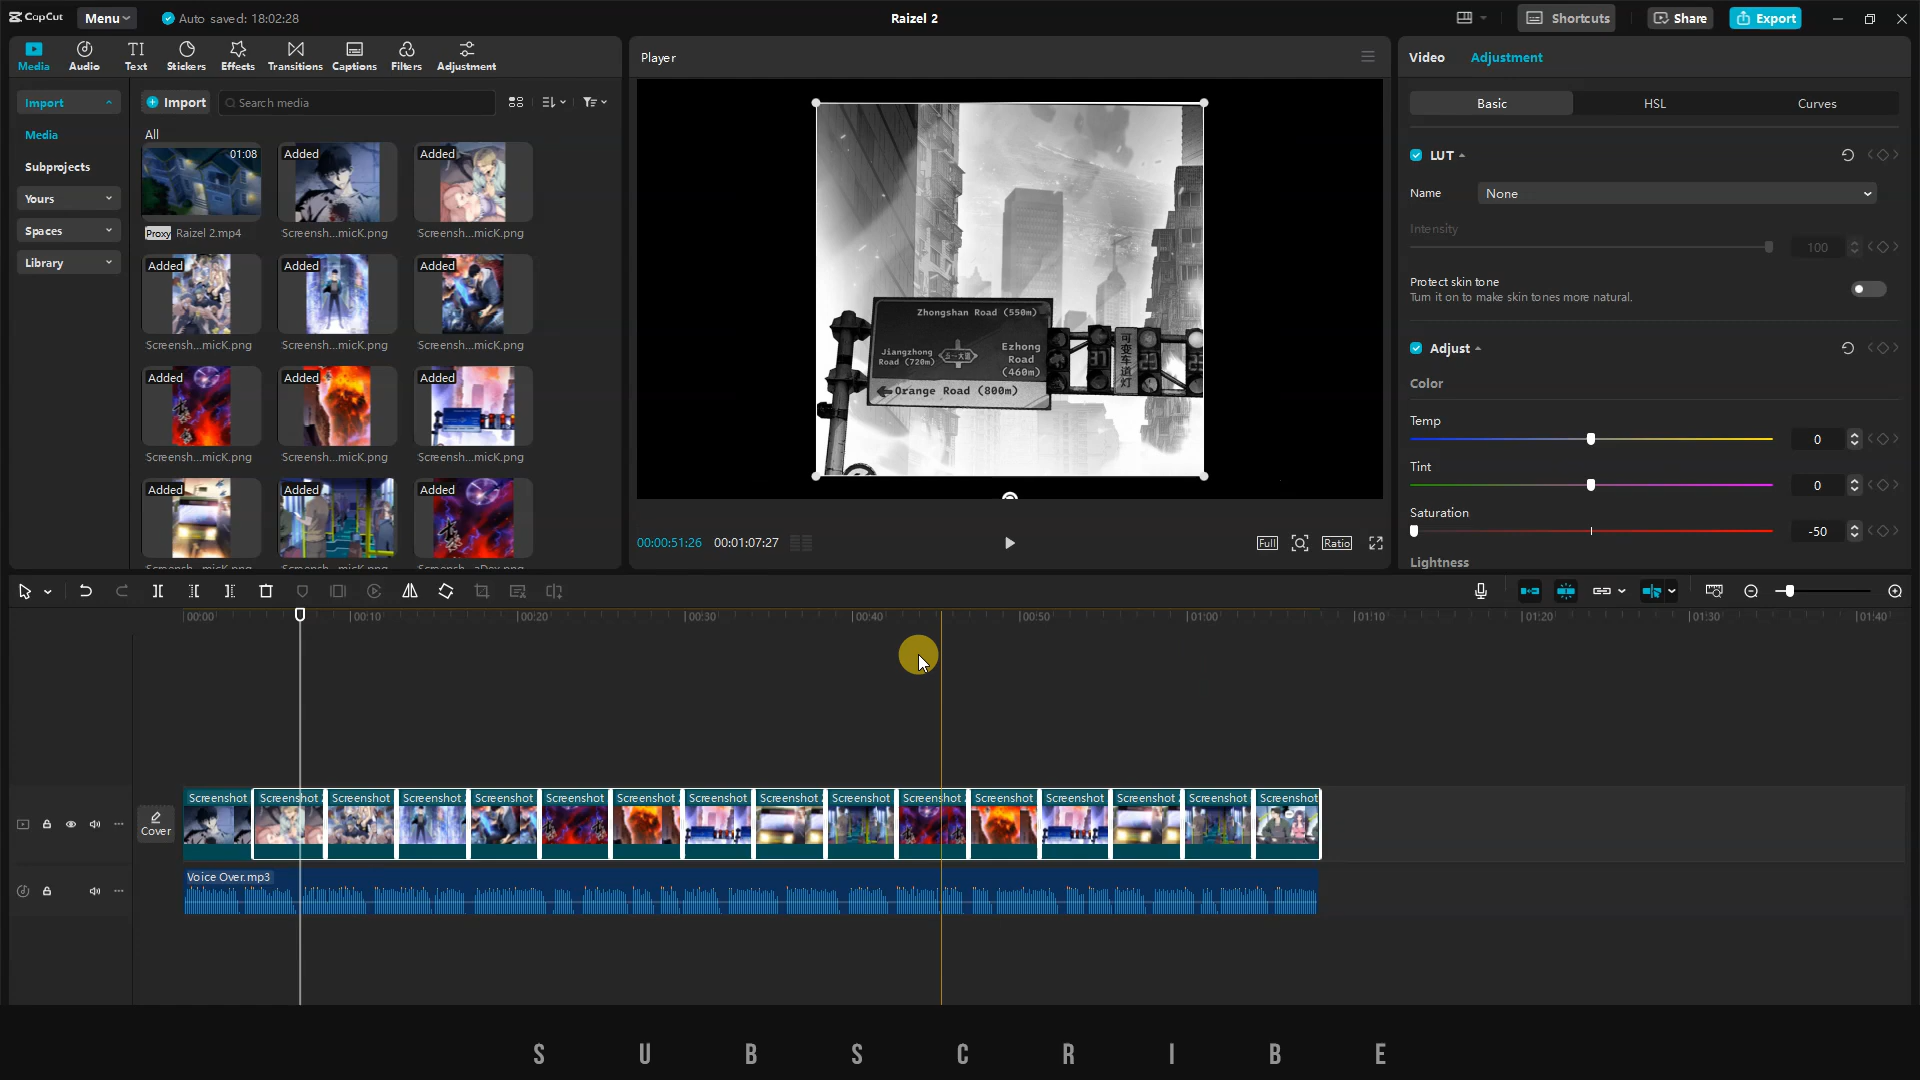 CapCut Menu Auto saved: 18:02:28 Raizel 2 Shortcuts Share Export
Media Audio Text Stickers Effects Transitions Captions Filters Adjustment
Import
Media
Subprojects
Yours
Spaces
Library
Import Search media
All
01:08 Added Added
Proxy Raizel 2.mp4 Screensh...micK.png Screensh...micK.png
Added Added Added
Screensh...micK.png Screensh...micK.png Screensh...micK.png
Added Added Added
Screensh...micK.png Screensh...micK.png Screensh...micK.png
Added Added Added
Player
Zhongshan Road (550m)
Jiangzhong
Road (720m)
Ezhong
Road
(460m)
Orange Road (800m)
37
可变车道灯
00:00:51:26 00:01:07:27
Full Ratio
Video Adjustment
Basic HSL Curves
LUT
Name None
Intensity
100
Protect skin tone
Turn it on to make skin tones more natural.
Adjust
Color
Temp
0
Tint
0
Saturation
-50
Lightness
00:00 00:10 00:20 00:30 00:40 00:50 01:00 01:10 01:20 01:30 01:40
Cover
Screenshot Screenshot Screenshot Screenshot Screenshot Screenshot Screenshot Screenshot Screenshot Screenshot Screenshot Screenshot Screenshot Screenshot Screenshot Screenshot
Voice Over.mp3
S U B S C R I B E